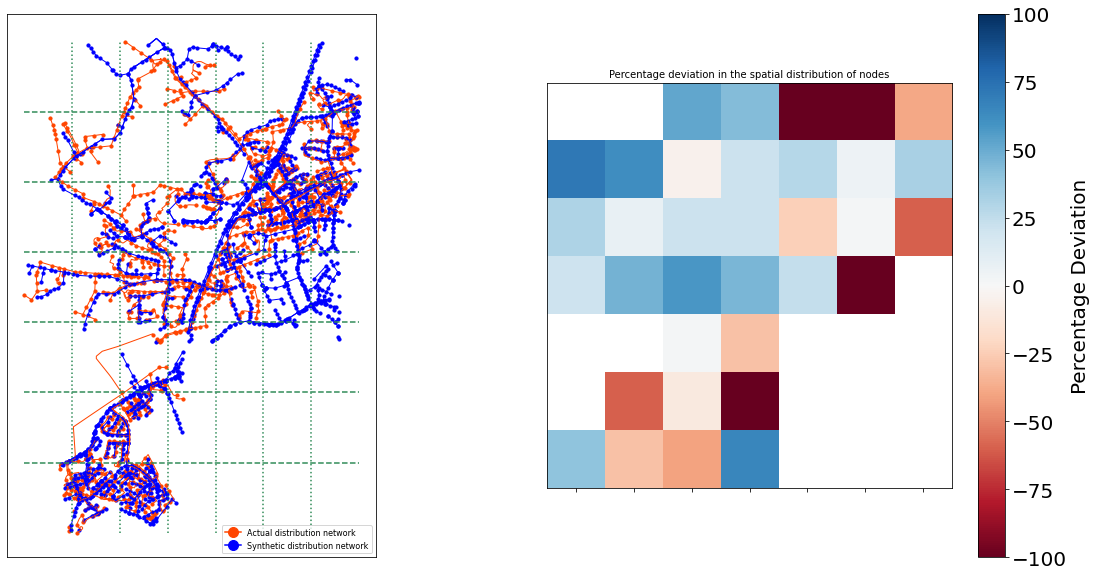 Actual distribution network
Synthetic distribution network
Percentage deviation in the spatial distribution of nodes
100
75
50
25
0
−25
−50
−75
−100
Percentage Deviation